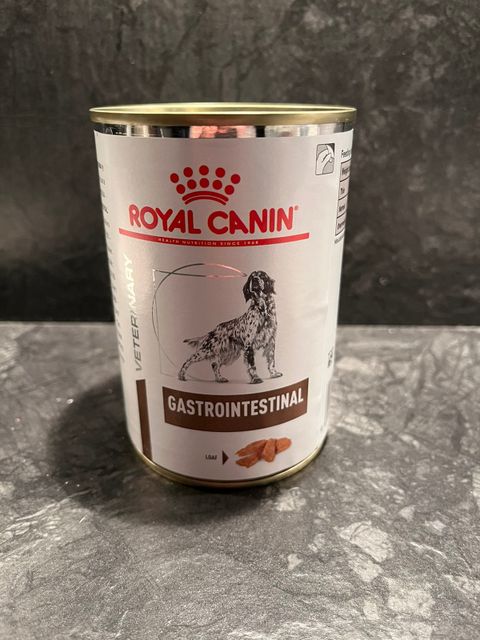 ROYAL CANIN®
HEALTH NUTRITION SINCE 1968
VETERINARY
GASTROINTESTINAL
LOAF